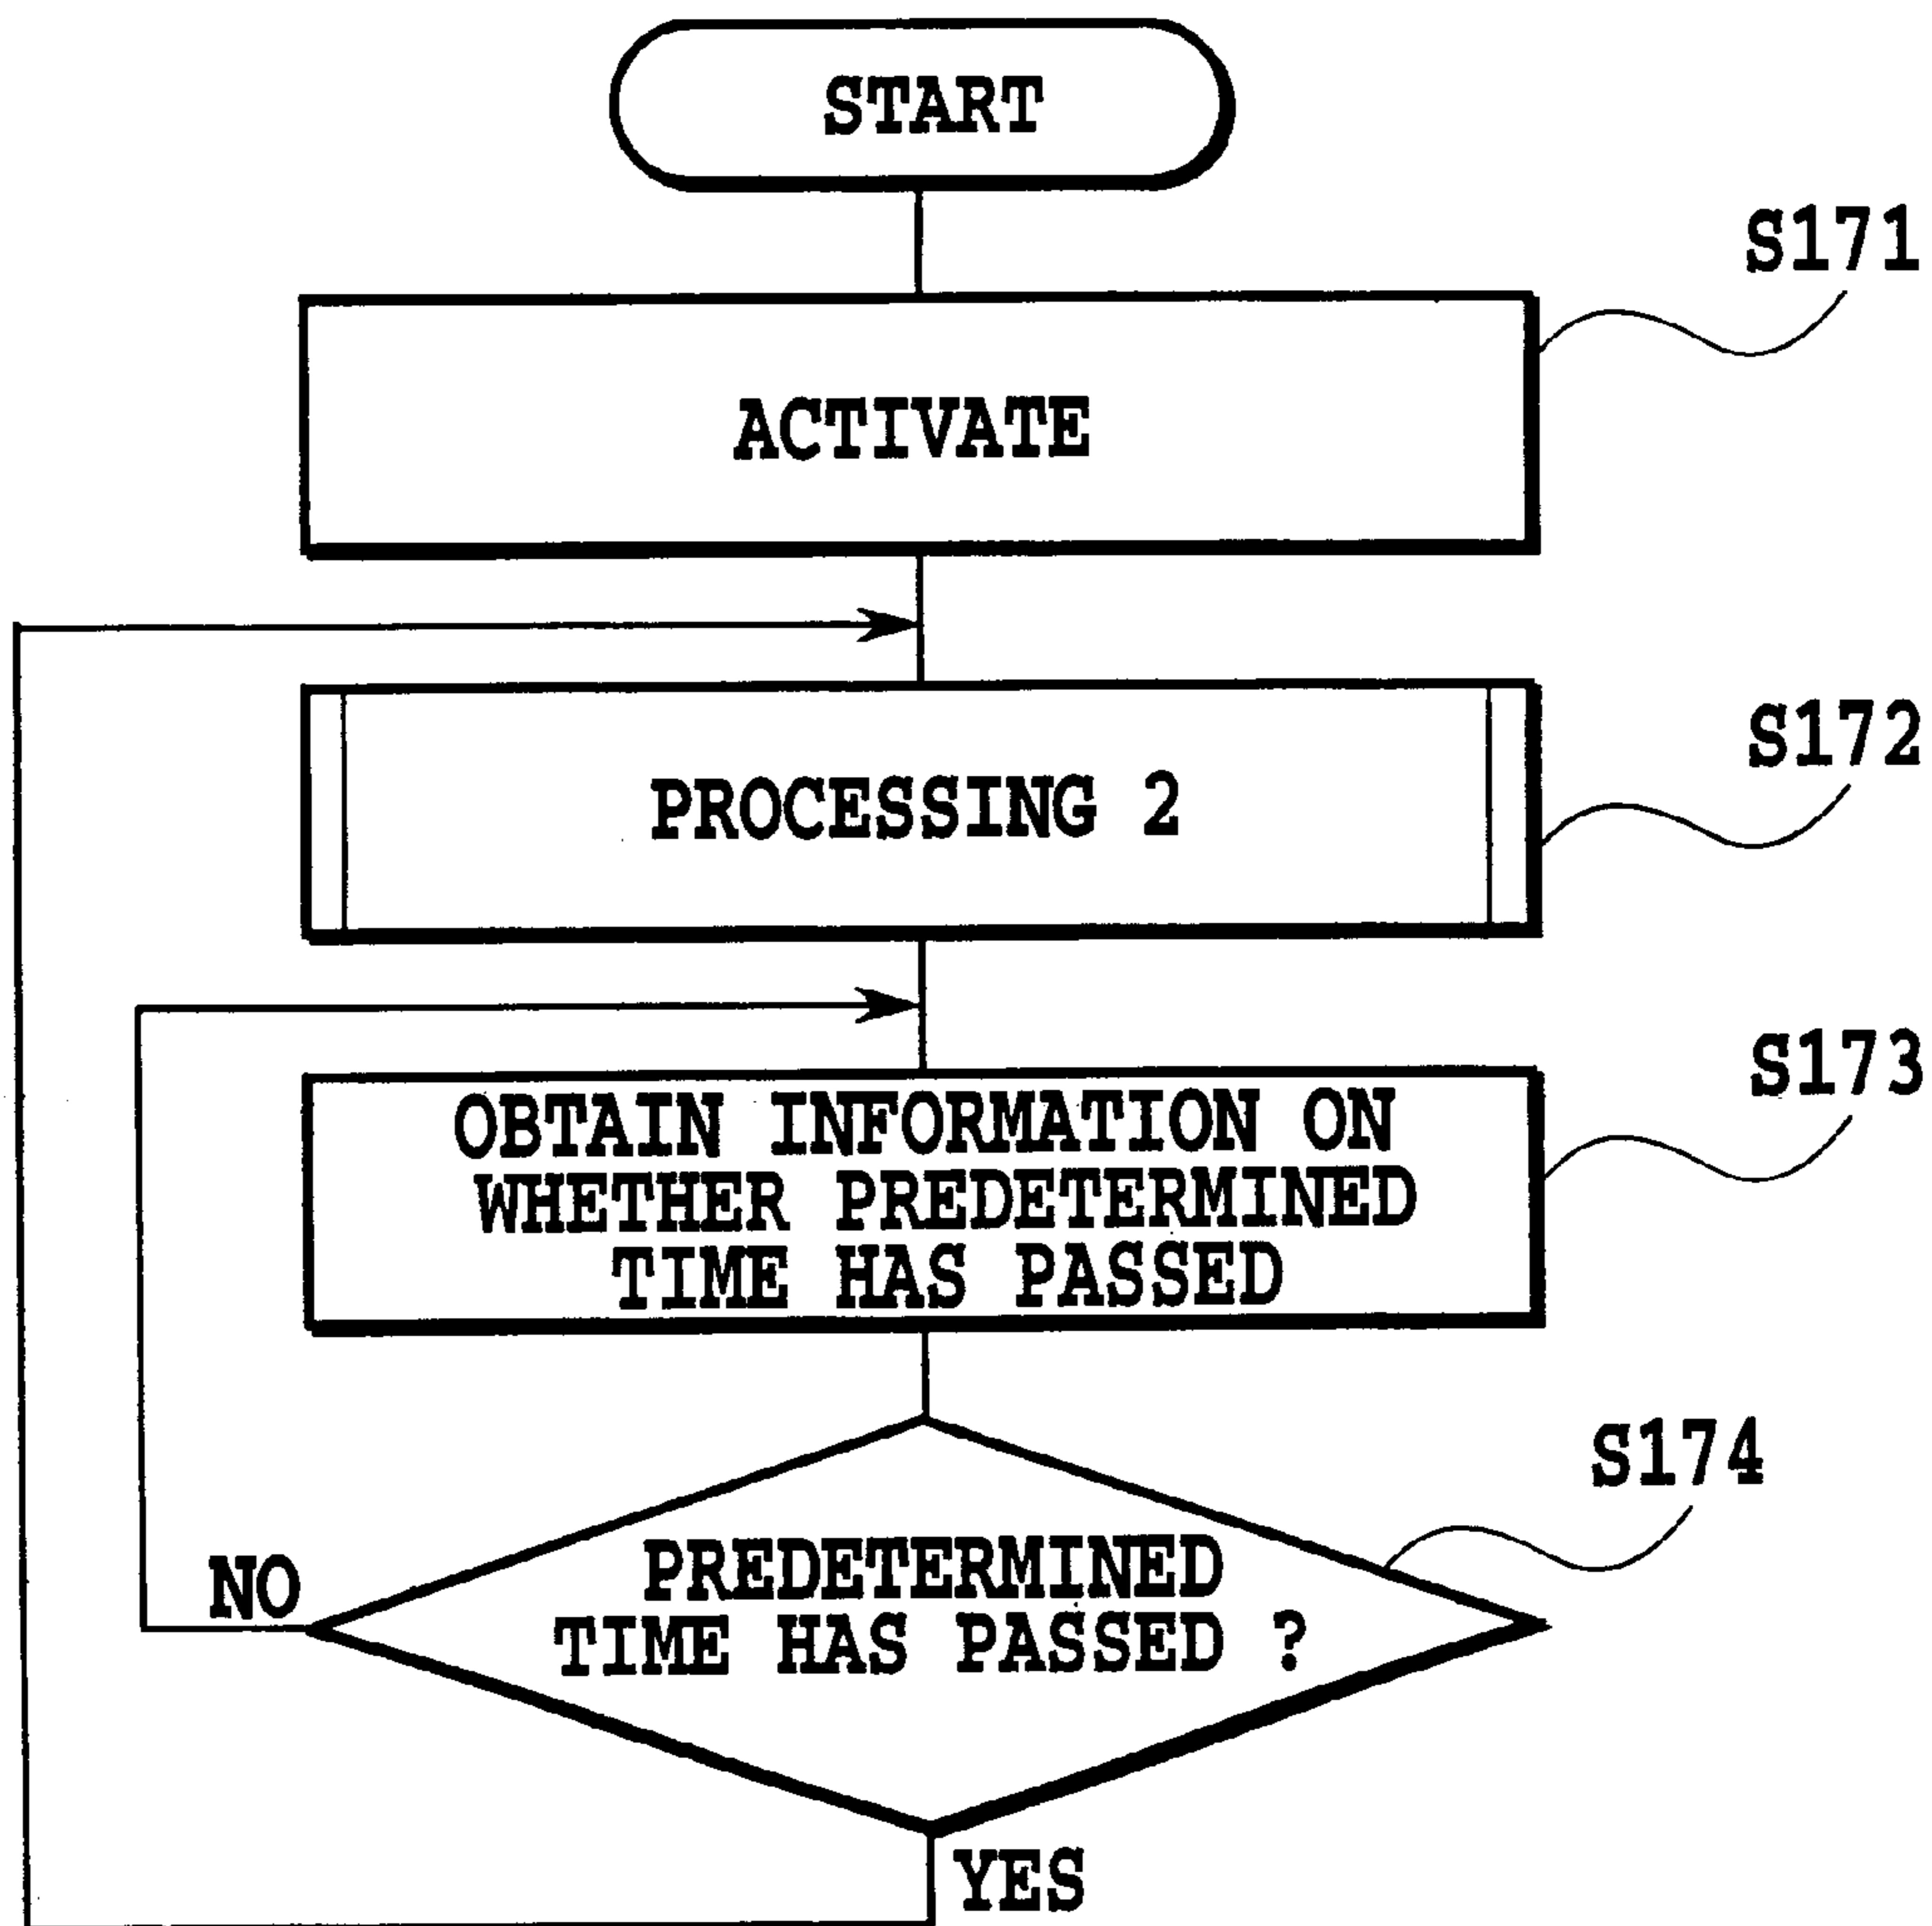 START
S171
ACTIVATE
S172
PROCESSING 2
S173
OBTAIN INFORMATION ON
WHETHER PREDETERMINED
TIME HAS PASSED
S174
PREDETERMINED
TIME HAS PASSED ?
NO
YES